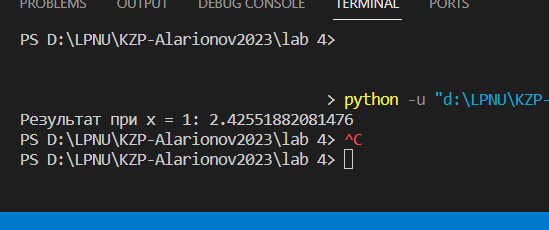 PROBLEMS OUTPUT DEBUG CONSOLE TERMINAL PORTS
PS D:\LPNU\KZP-Alarionov2023\lab 4>
> python -u "d:\LPNU\KZP-
Результат при x = 1: 2.42551882081476
PS D:\LPNU\KZP-Alarionov2023\lab 4> ^C
PS D:\LPNU\KZP-Alarionov2023\lab 4>